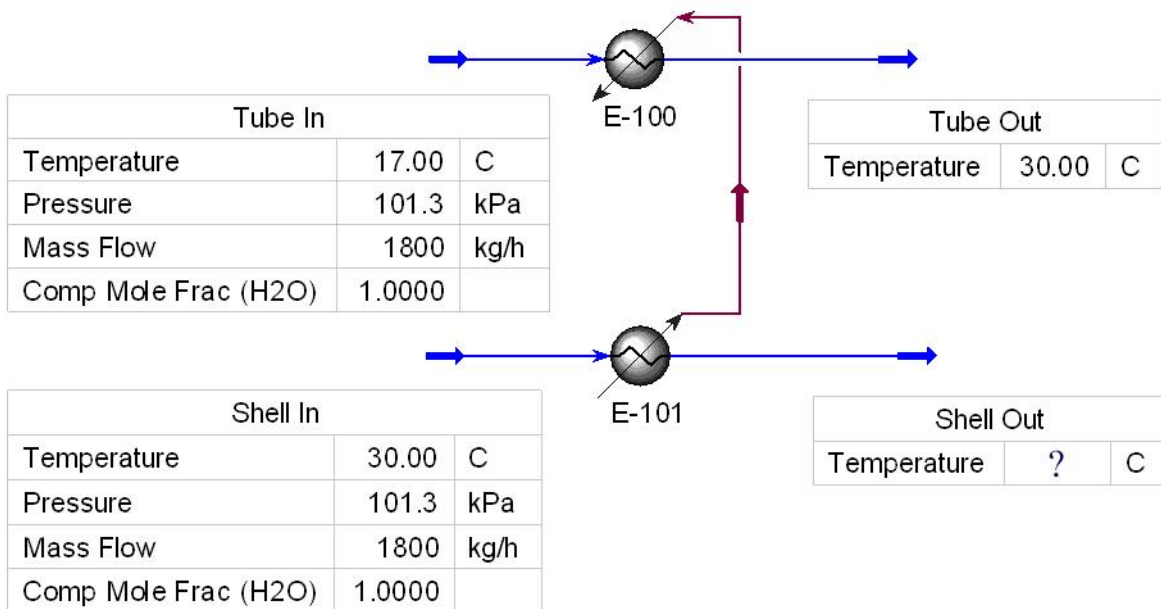 E-100
Tube In
Temperature 17.00 C
Pressure 101.3 kPa
Mass Flow 1800 kg/h
Comp Mole Frac (H2O) 1.0000
Tube Out
Temperature 30.00 C
E-101
Shell In
Temperature 30.00 C
Pressure 101.3 kPa
Mass Flow 1800 kg/h
Comp Mole Frac (H2O) 1.0000
Shell Out
Temperature ? C